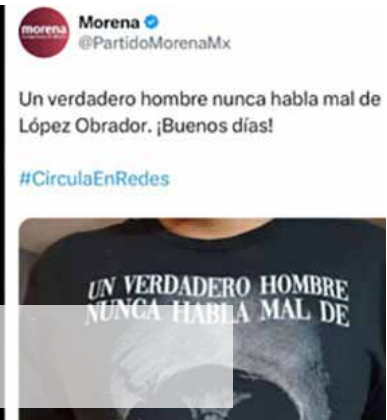 morena
Morena
@PartidoMorenaMx
Un verdadero hombre nunca habla mal de
López Obrador. ¡Buenos días!
#CirculaEnRedes
UN VERDADERO HOMBRE
NUNCA HABLA MAL DE